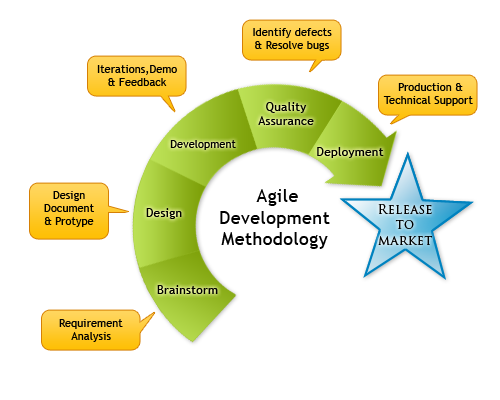 Identify defects
& Resolve bugs
Iterations,Demo
& Feedback
Production &
Technical Support
Quality
Assurance
Development
Deployment
Design
Document
& Protype
Design
Agile
Development
Methodology
RELEASE
TO
MARKET
Brainstorm
Requirement
Analysis